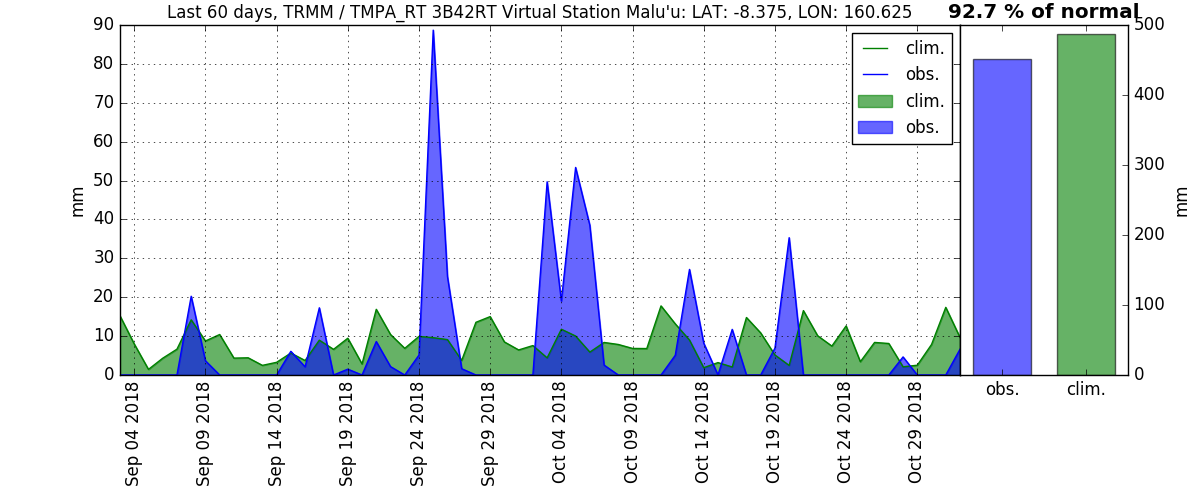 Last 60 days, TRMM / TMPA_RT 3B42RT Virtual Station Malu'u: LAT: -8.375, LON: 160.625
92.7 % of normal
90
80
70
60
50
40
30
20
10
0
mm
clim.
obs.
clim.
obs.
500
400
300
200
100
0
mm
Sep 04 2018
Sep 09 2018
Sep 14 2018
Sep 19 2018
Sep 24 2018
Sep 29 2018
Oct 04 2018
Oct 09 2018
Oct 14 2018
Oct 19 2018
Oct 24 2018
Oct 29 2018
obs.
clim.